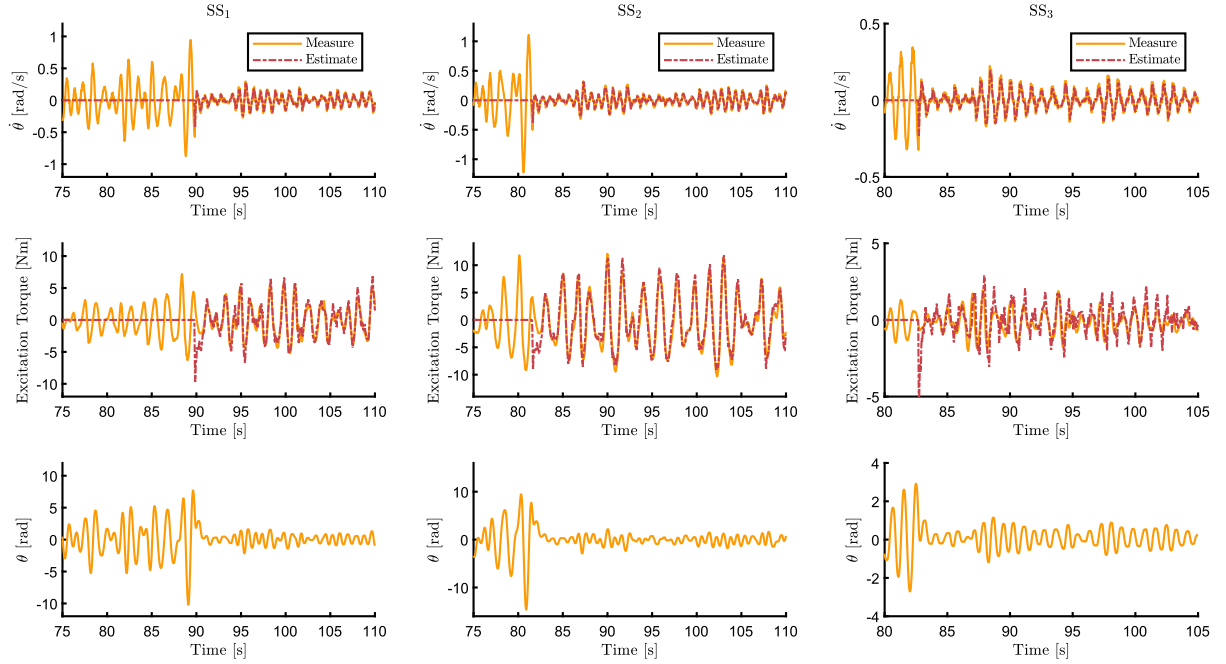 SS₁ SS₂ SS₃
1 0.5 0 -0.5 -1
θ̇ [rad/s]
Measure
Estimate
75 80 85 90 95 100 105 110
Time [s]
1 0.5 0 -0.5 -1
θ̇ [rad/s]
Measure
Estimate
75 80 85 90 95 100 105 110
Time [s]
0.5 0 0.5
θ̇ [rad/s]
Measure
Estimate
80 85 90 95 100 105
Time [s]
10 5 0 -5 -10
Excitation Torque [Nm]
75 80 85 90 95 100 105 110
Time [s]
10 5 0 -5 -10
Excitation Torque [Nm]
75 80 85 90 95 100 105 110
Time [s]
5 0 -5
Excitation Torque [Nm]
80 85 90 95 100 105
Time [s]
10 5 0 -5 -10
θ [rad]
75 80 85 90 95 100 105 110
Time [s]
10 0 -10
θ [rad]
75 80 85 90 95 100 105 110
Time [s]
4 2 0 -2 -4
θ [rad]
80 85 90 95 100 105
Time [s]